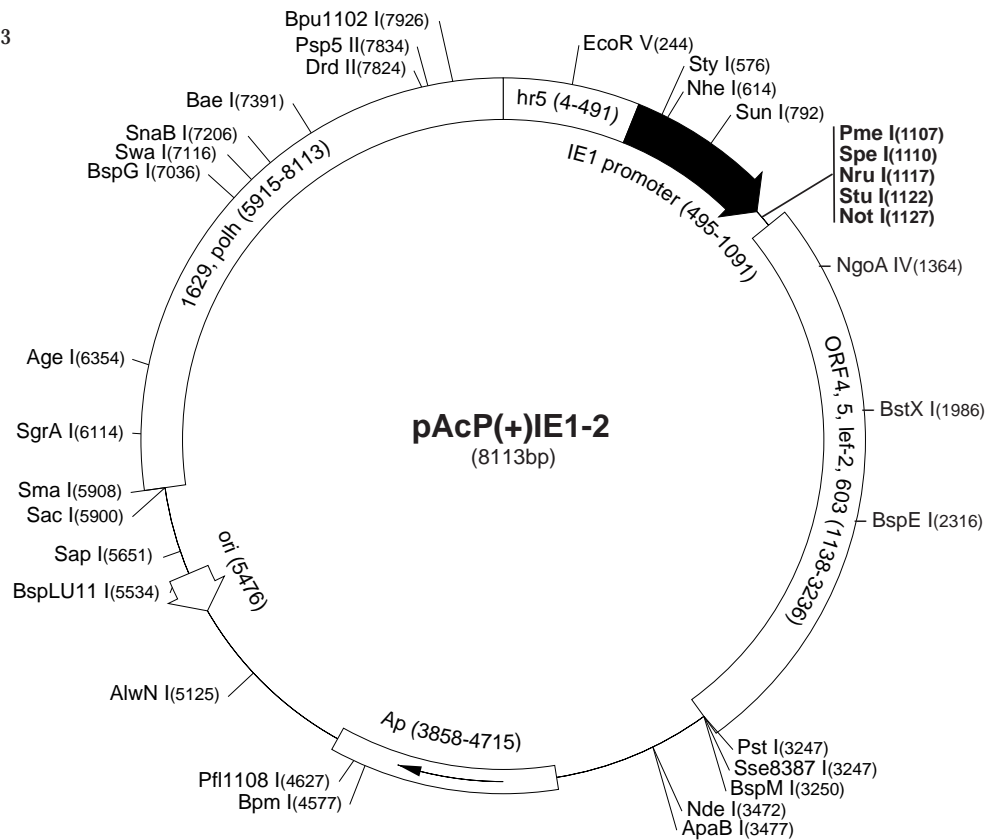 3
Bpu1102 I(7926)
Psp5 II(7834)
Drd II(7824)
Bae I(7391)
SnaB I(7206)
Swa I(7116)
BspG I(7036)
EcoR V(244)
Sty I(576)
Nhe I(614)
Sun I(792)
Pme I(1107)
Spe I(1110)
Nru I(1117)
Stu I(1122)
Not I(1127)
hr5 (4-491)
IE1 promoter (495-1091)
1629, polh (5915-8113)
NgoA IV(1364)
ORF4, 5, lef-2, 603 (1138-3236)
BstX I(1986)
BspE I(2316)
Age I(6354)
SgrA I(6114)
Sma I(5908)
Sac I(5900)
Sap I(5651)
BspLU11 I(5534)
ori (5476)
AlwN I(5125)
pAcP(+)IE1-2
(8113bp)
Ap (3858-4715)
Pfl1108 I(4627)
Bpm I(4577)
Pst I(3247)
Sse8387 I(3247)
BspM I(3250)
Nde I(3472)
ApaB I(3477)